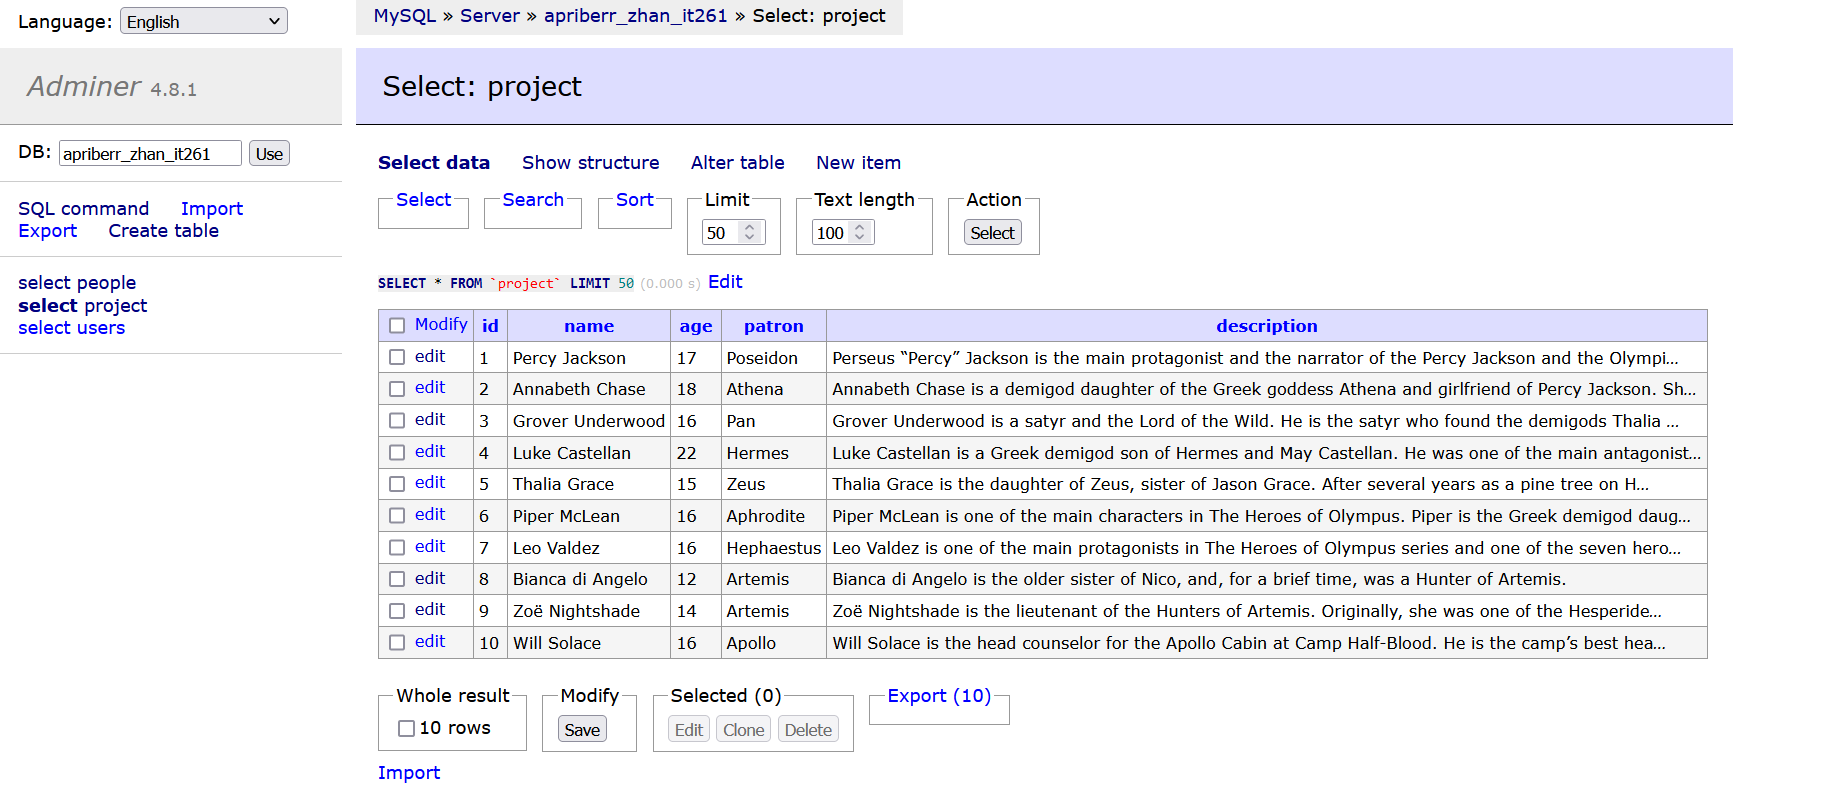 Language: English
MySQL » Server » apriberr_zhan_it261 » Select: project
Adminer 4.8.1
Select: project
DB: apriberr_zhan_it261 Use
SQL command Import
Export Create table
select people
select project
select users
Select data Show structure Alter table New item
Select Search Sort Limit Text length Action
50 100 Select
SELECT * FROM `project` LIMIT 50 (0.000 s) Edit
Modify id name age patron description
edit 1 Percy Jackson 17 Poseidon Perseus “Percy” Jackson is the main protagonist and the narrator of the Percy Jackson and the Olympi...
edit 2 Annabeth Chase 18 Athena Annabeth Chase is a demigod daughter of the Greek goddess Athena and girlfriend of Percy Jackson. Sh...
edit 3 Grover Underwood 16 Pan Grover Underwood is a satyr and the Lord of the Wild. He is the satyr who found the demigods Thalia ...
edit 4 Luke Castellan 22 Hermes Luke Castellan is a Greek demigod son of Hermes and May Castellan. He was one of the main antagonist...
edit 5 Thalia Grace 15 Zeus Thalia Grace is the daughter of Zeus, sister of Jason Grace. After several years as a pine tree on H...
edit 6 Piper McLean 16 Aphrodite Piper McLean is one of the main characters in The Heroes of Olympus. Piper is the Greek demigod daug...
edit 7 Leo Valdez 16 Hephaestus Leo Valdez is one of the main protagonists in The Heroes of Olympus series and one of the seven hero...
edit 8 Bianca di Angelo 12 Artemis Bianca di Angelo is the older sister of Nico, and, for a brief time, was a Hunter of Artemis.
edit 9 Zoë Nightshade 14 Artemis Zoë Nightshade is the lieutenant of the Hunters of Artemis. Originally, she was one of the Hesperide...
edit 10 Will Solace 16 Apollo Will Solace is the head counselor for the Apollo Cabin at Camp Half-Blood. He is the camp’s best hea...
Whole result Modify Selected (0) Export (10)
10 rows Save Edit Clone Delete
Import